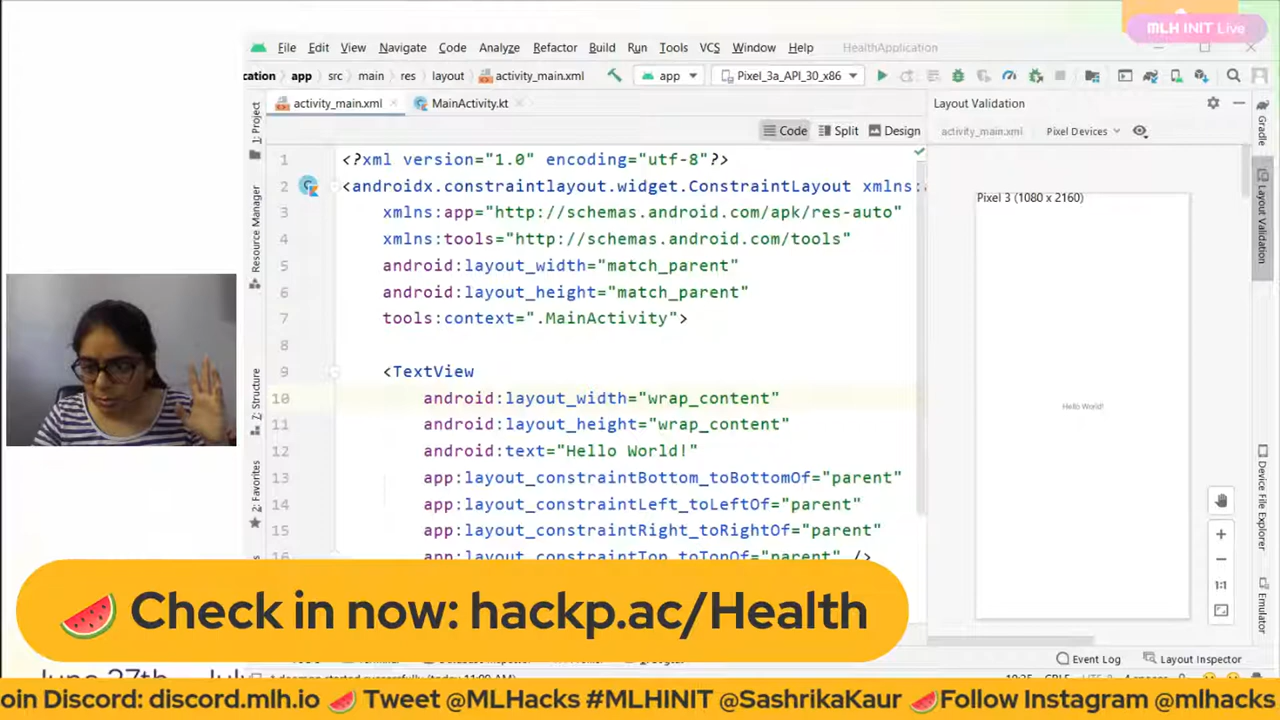 MLH INIT Live
File Edit View Navigate Code Analyze Refactor Build Run Tools VCS Window Help HealthApplication
cation app src main res layout activity_main.xml app Pixel_3a_API_30_x86
activity_main.xml MainActivity.kt Layout Validation
Code Split Design activity_main.xml Pixel Devices
1 <?xml version="1.0" encoding="utf-8"?>
2 <androidx.constraintlayout.widget.ConstraintLayout xmlns:
3 xmlns:app="http://schemas.android.com/apk/res-auto"
4 xmlns:tools="http://schemas.android.com/tools"
5 android:layout_width="match_parent"
6 android:layout_height="match_parent"
7 tools:context=".MainActivity">
8
9 <TextView
10 android:layout_width="wrap_content"
11 android:layout_height="wrap_content"
12 android:text="Hello World!"
13 app:layout_constraintBottom_toBottomOf="parent"
14 app:layout_constraintLeft_toLeftOf="parent"
15 app:layout_constraintRight_toRightOf="parent"
16 app:layout_constraintTop_toTopOf="parent" />
1: Project
Resource Manager
Z: Structure
2: Favorites
Pixel 3 (1080 x 2160)
Hello World!
1:1
Gradle
Layout Validation
Device File Explorer
Emulator
Check in now: hackp.ac/Health
Event Log Layout Inspector
June 27th
oin Discord: discord.mlh.io Tweet @MLHacks #MLHINIT @SashrikaKaur Follow Instagram @mlhacks